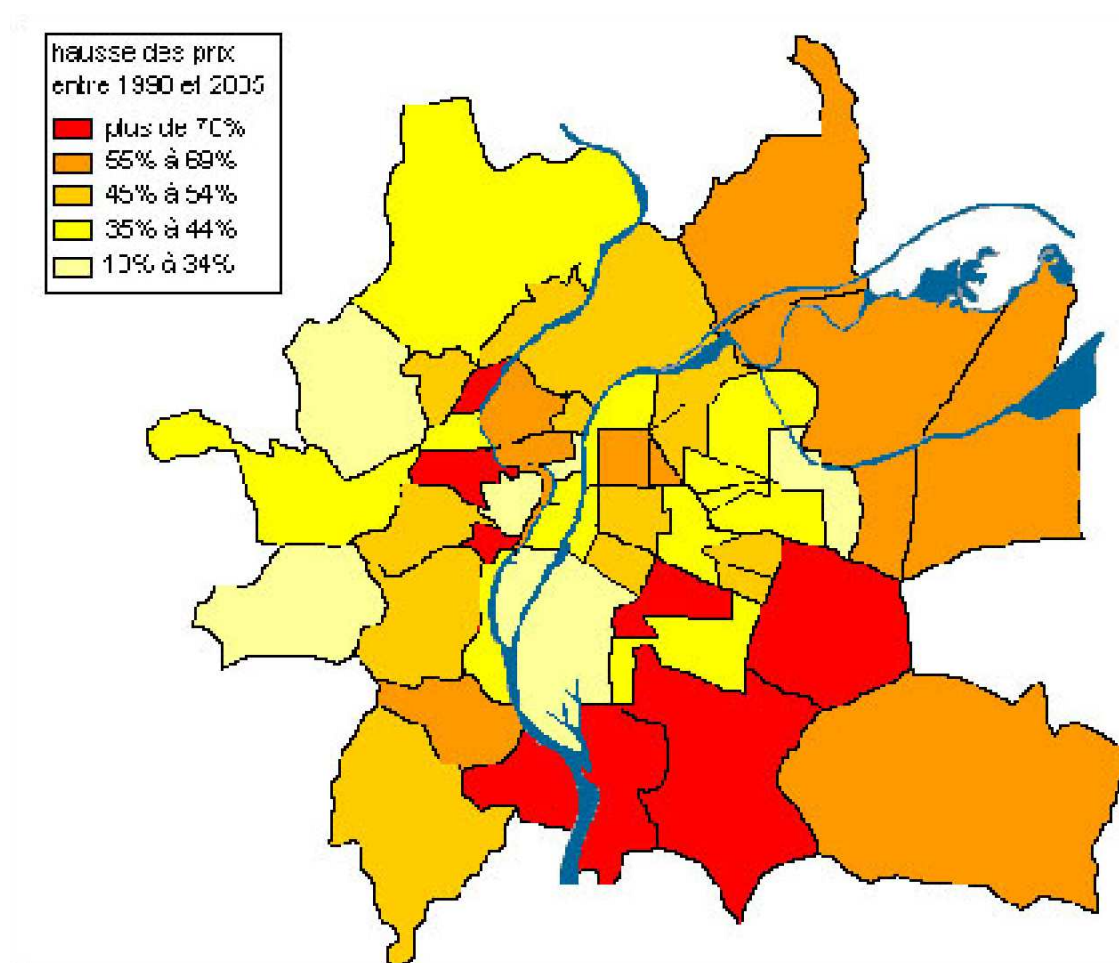 hausse des prix
entre 1990 et 2005
plus de 70%
55% à 69%
45% à 54%
35% à 44%
10% à 34%